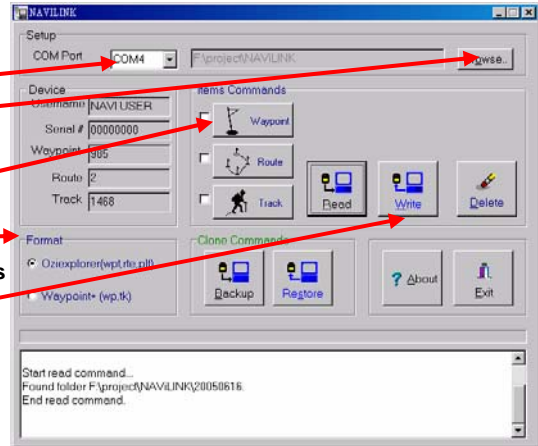 NAVILINK
Setup
COM Port COM4 F:\project\NAViLINK Browse..
Device
Username NAVI USER
Serial # 00000000
Waypoint 985
Route 2
Track 1468
Items Commands
Waypoint
Route
Track
Read Write Delete
Format
Oziexplorer(wpt,rte,plt)
Waypoint+ (wp,tk)
s
Clone Commands
Backup Restore
? About Exit
Start read command...
Found folder F:\project\NAViLINK\20050616.
End read command.